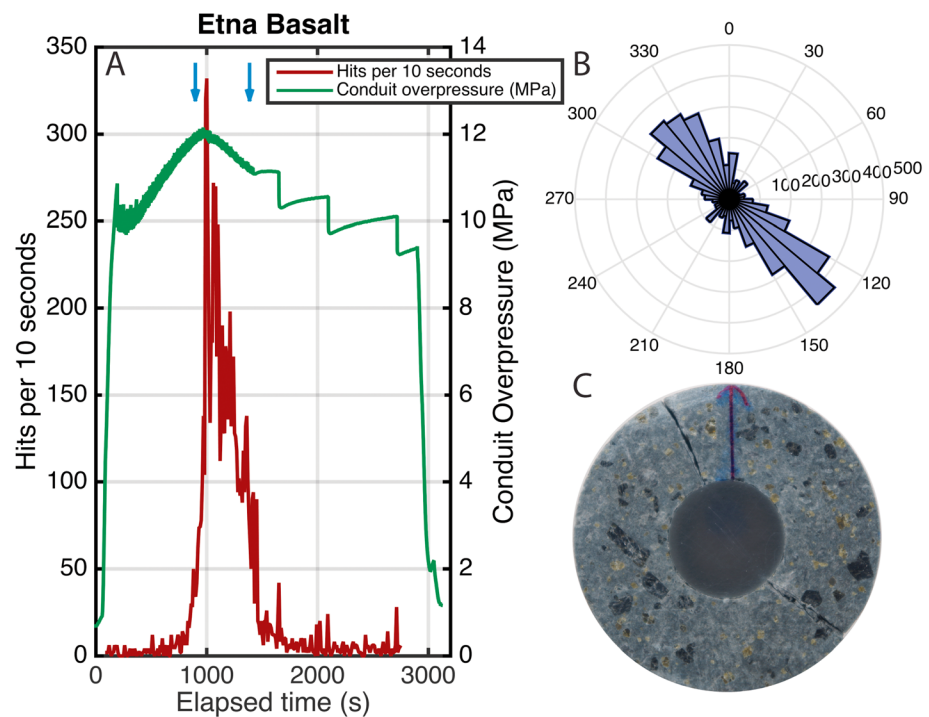 Etna Basalt
A
350
300
250
200
150
100
50
0
Hits per 10 seconds
14
12
10
8
6
4
2
0
Conduit Overpressure (MPa)
Hits per 10 seconds
Conduit overpressure (MPa)
0 1000 2000 3000
Elapsed time (s)
B
0
30
60
90
120
150
180
210
240
270
300
330
100 200 300 400 500
C